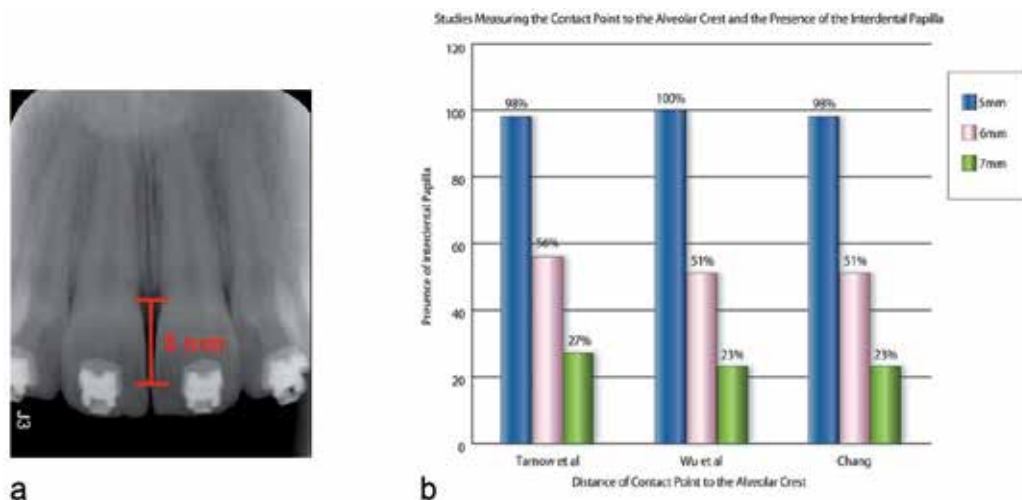 Studies Measuring the Contact Point to the Alveolar Crest and the Presence of the Interdental Papilla
J3
mm
a
Presence of Interdental Papilla
120
100
80
60
40
20
0
98%
56%
27%
100%
51%
23%
98%
51%
23%
Tarnow et al
Wu et al
Chang
Distance of Contact Point to the Alveolar Crest
5mm
6mm
7mm
b